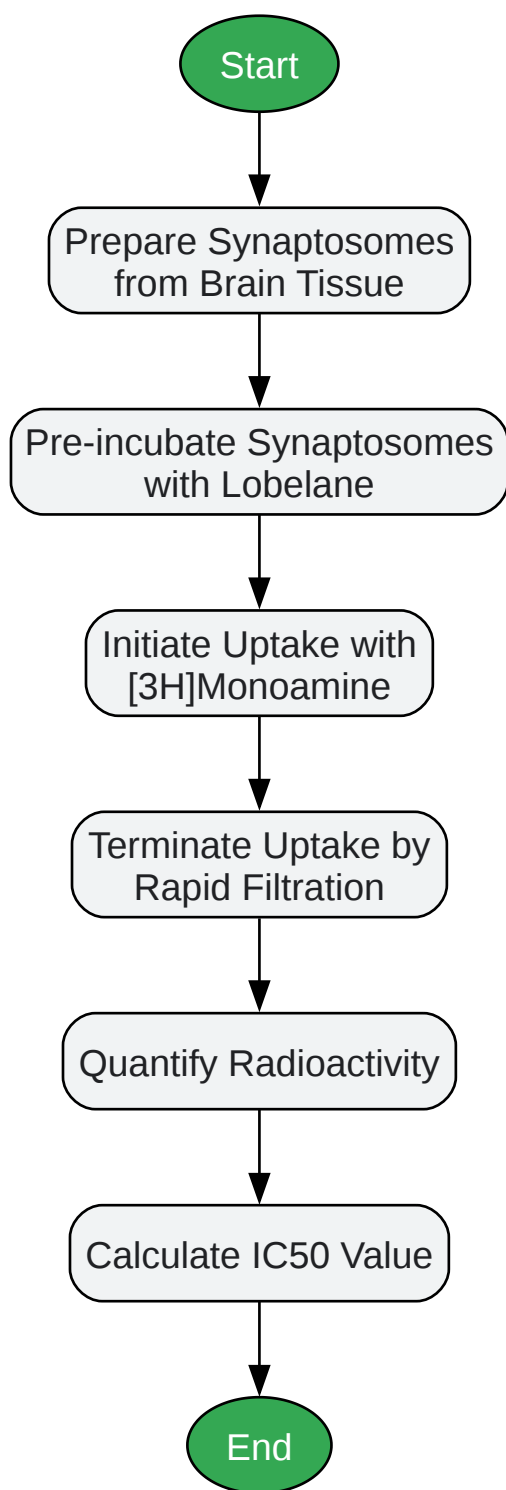 Start
Prepare Synaptosomes
from Brain Tissue
Pre-incubate Synaptosomes
with Lobelane
Initiate Uptake with
[3H]Monoamine
Terminate Uptake by
Rapid Filtration
Quantify Radioactivity
Calculate IC50 Value
End